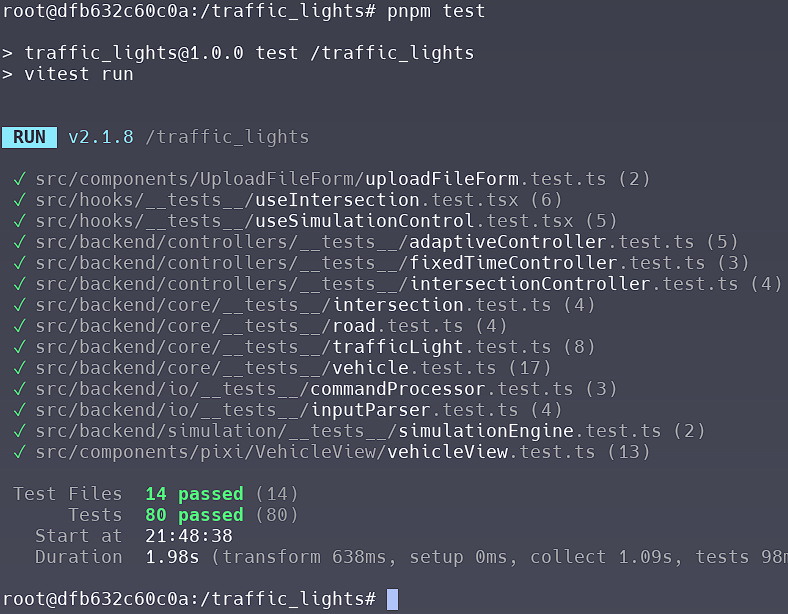 root@dfb632c60c0a:/traffic_lights# pnpm test
> traffic_lights@1.0.0 test /traffic_lights
> vitest run
RUN v2.1.8 /traffic_lights
✓ src/components/UploadFileForm/uploadFileForm.test.ts (2)
✓ src/hooks/__tests__/useIntersection.test.tsx (6)
✓ src/hooks/__tests__/useSimulationControl.test.tsx (5)
✓ src/backend/controllers/__tests__/adaptiveController.test.ts (5)
✓ src/backend/controllers/__tests__/fixedTimeController.test.ts (3)
✓ src/backend/controllers/__tests__/intersectionController.test.ts (4)
✓ src/backend/core/__tests__/intersection.test.ts (4)
✓ src/backend/core/__tests__/road.test.ts (4)
✓ src/backend/core/__tests__/trafficLight.test.ts (8)
✓ src/backend/core/__tests__/vehicle.test.ts (17)
✓ src/backend/io/__tests__/commandProcessor.test.ts (3)
✓ src/backend/io/__tests__/inputParser.test.ts (4)
✓ src/backend/simulation/__tests__/simulationEngine.test.ts (2)
✓ src/components/pixi/VehicleView/vehicleView.test.ts (13)
Test Files 14 passed (14)
Tests 80 passed (80)
Start at 21:48:38
Duration 1.98s (transform 638ms, setup 0ms, collect 1.09s, tests 98m
root@dfb632c60c0a:/traffic_lights#